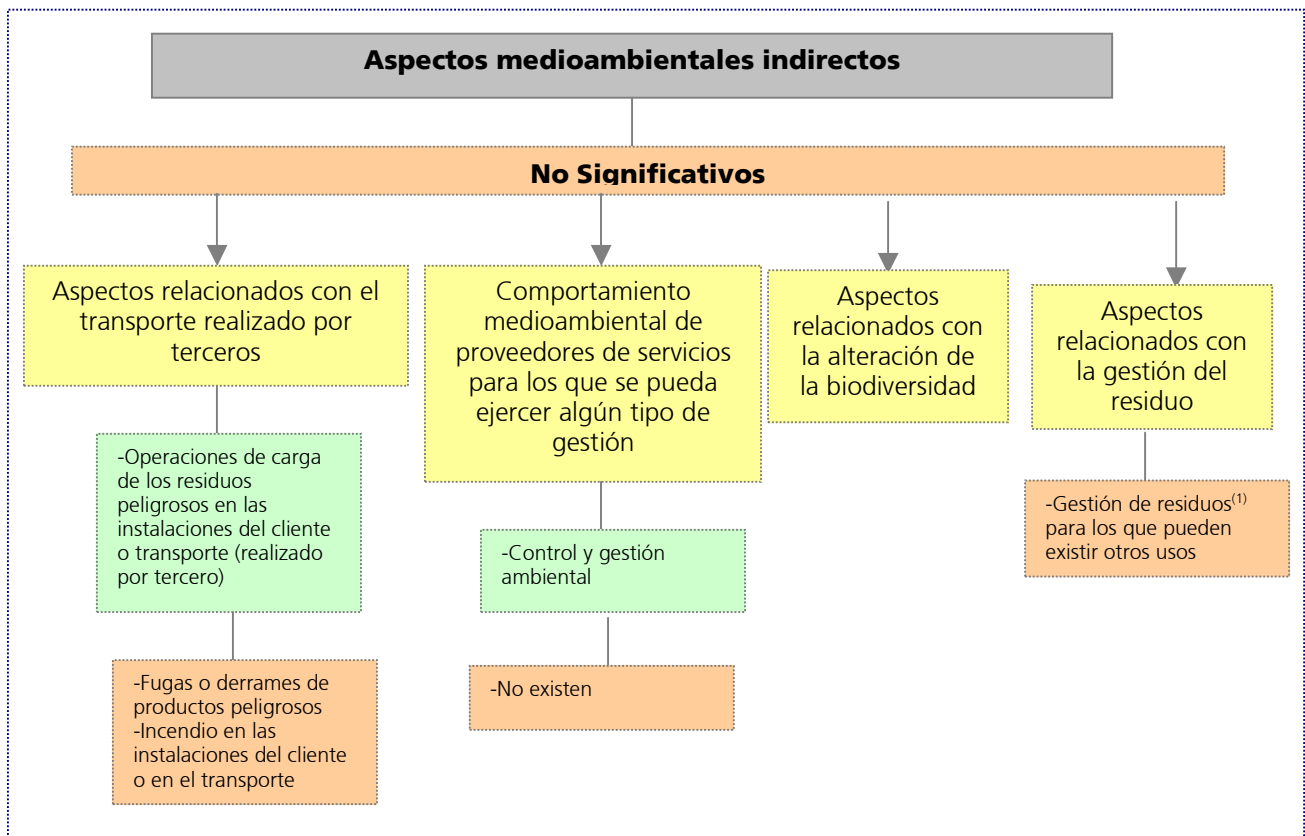 Aspectos medioambientales indirectos
No Significativos
Aspectos relacionados con el
transporte realizado por
terceros
Comportamiento
medioambiental de
proveedores de servicios
para los que se pueda
ejercer algún tipo de
gestión
Aspectos
relacionados con
la alteración de
la biodiversidad
Aspectos
relacionados con
la gestión del
residuo
-Operaciones de carga
de los residuos
peligrosos en las
instalaciones del cliente
o transporte (realizado
por tercero)
-Control y gestión
ambiental
-Gestión de residuos(1)
para los que pueden
existir otros usos
-Fugas o derrames de
productos peligrosos
-Incendio en las
instalaciones del cliente
o en el transporte
-No existen